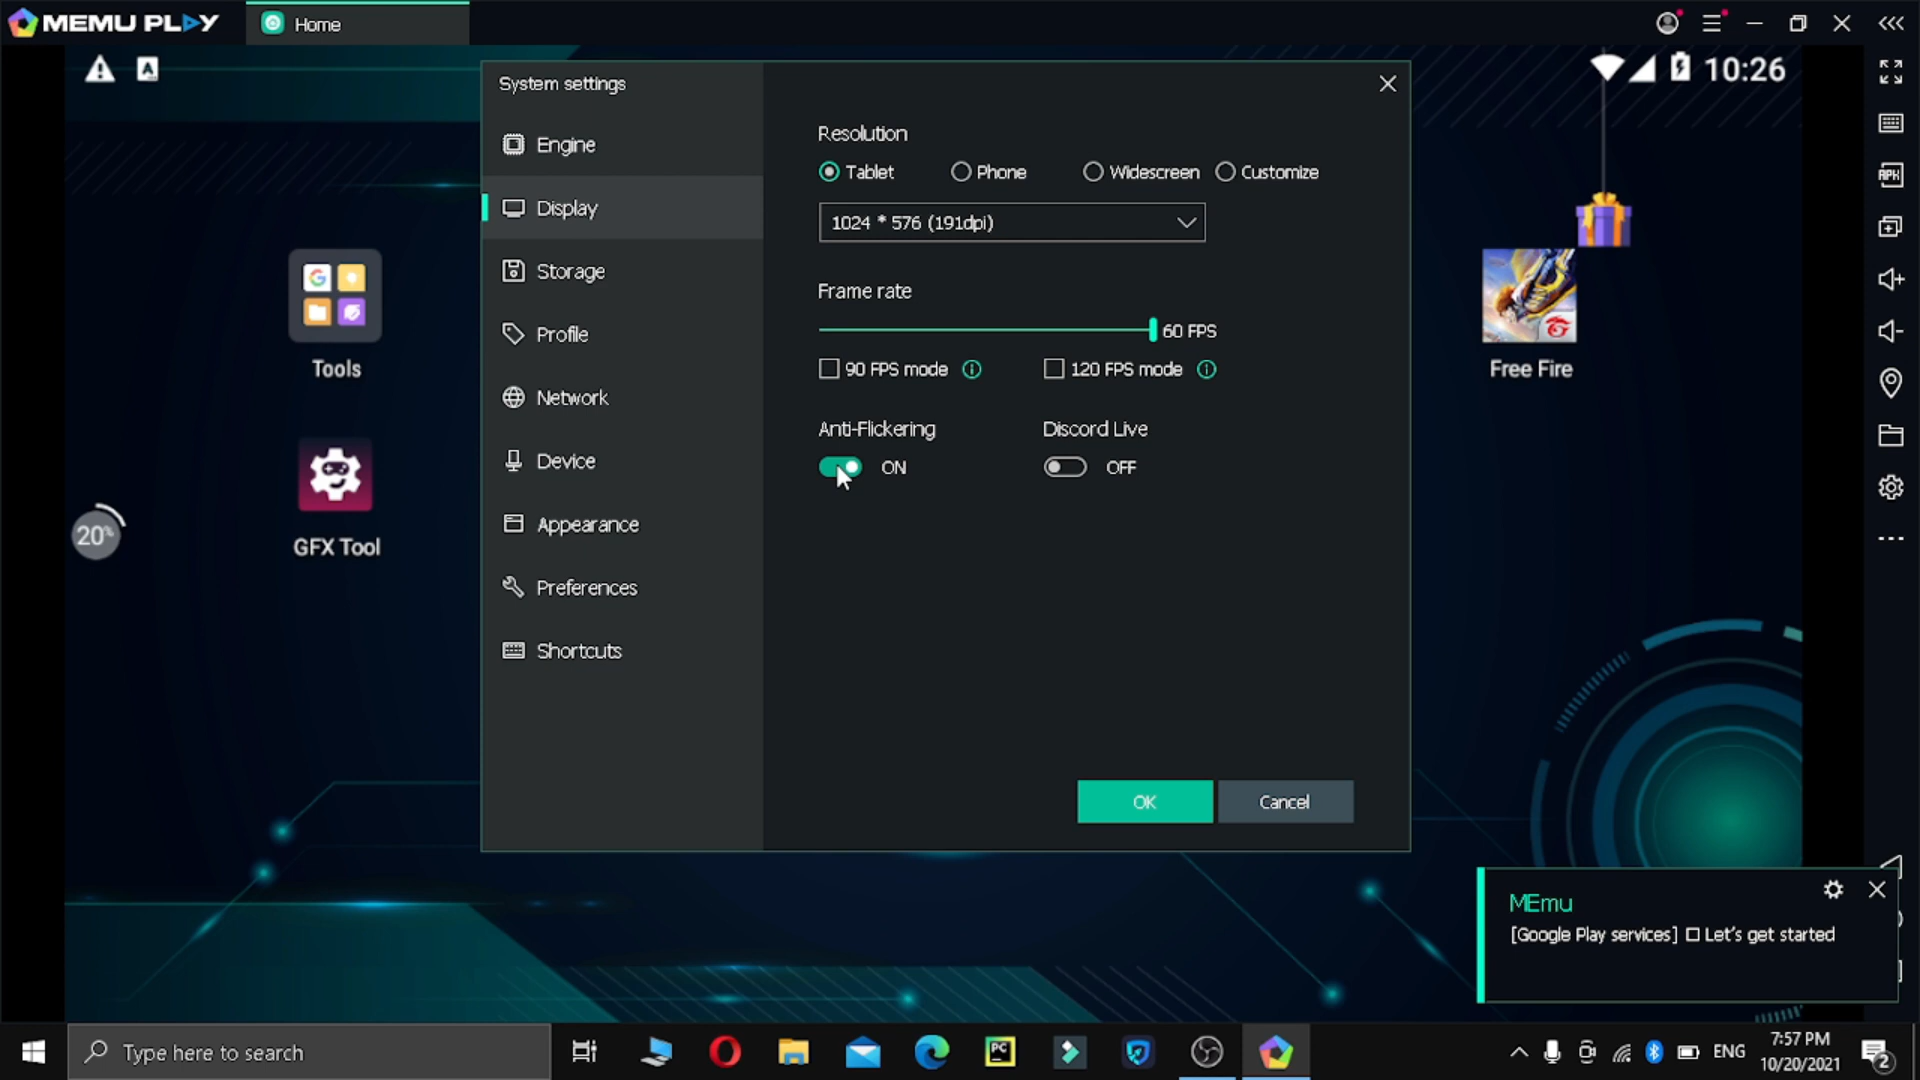 MEMU PLAY
Home
10:26
System settings
Engine
Display
Storage
Profile
Network
Device
Appearance
Preferences
Shortcuts
Resolution
Tablet Phone Widescreen Customize
1024 * 576 (191dpi)
Frame rate
60 FPS
90 FPS mode 120 FPS mode
Anti-Flickering Discord Live
ON OFF
OK Cancel
Tools
GFX Tool
20%
Free Fire
APK
MEmu
[Google Play services] ☐ Let's get started
Type here to search
PC
ENG
7:57 PM
10/20/2021
2